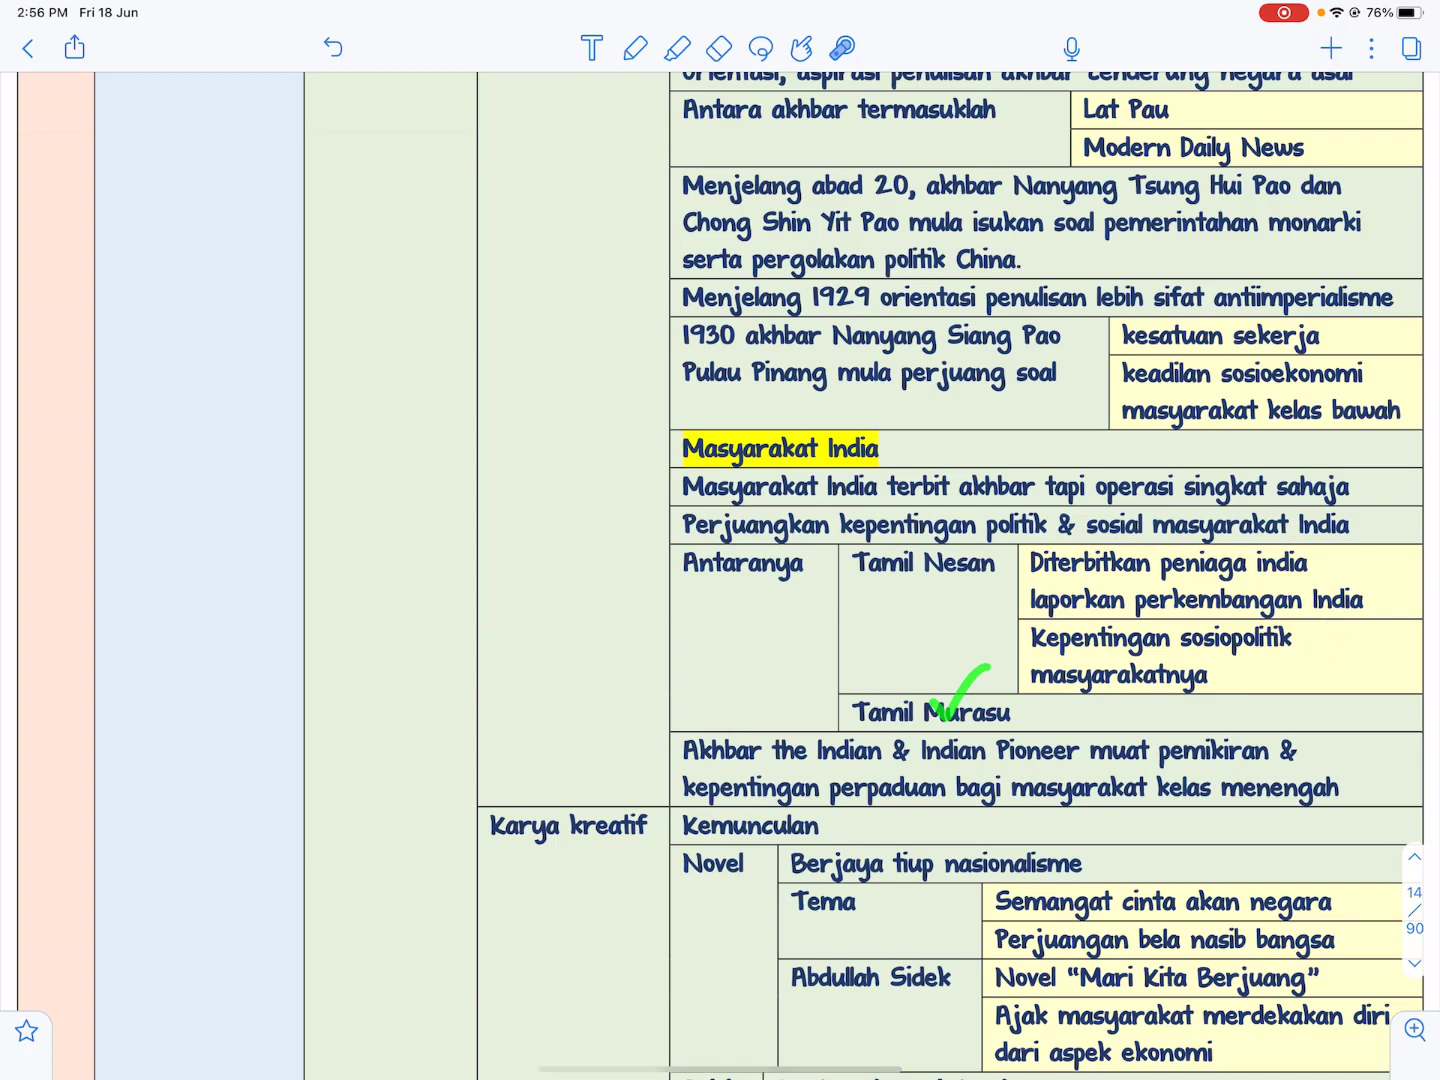 2:56 PM Fri 18 Jun
76%
orientasi, aspirasi penulisan akhbar cenderung negara asal
Antara akhbar termasuklah
Lat Pau
Modern Daily News
Menjelang abad 20, akhbar Nanyang Tsung Hui Pao dan
Chong Shin Yit Pao mula isukan soal pemerintahan monarki
serta pergolakan politik China.
Menjelang 1929 orientasi penulisan lebih sifat antiimperialisme
1930 akhbar Nanyang Siang Pao
Pulau Pinang mula perjuang soal
kesatuan sekerja
keadilan sosioekonomi
masyarakat kelas bawah
Masyarakat India
Masyarakat India terbit akhbar tapi operasi singkat sahaja
Perjuangkan kepentingan politik & sosial masyarakat India
Antaranya
Tamil Nesan
Diterbitkan peniaga india
laporkan perkembangan India
Kepentingan sosiopolitik
masyarakatnya
Tamil Murasu
Akhbar the Indian & Indian Pioneer muat pemikiran &
kepentingan perpaduan bagi masyarakat kelas menengah
Karya kreatif
Kemunculan
Novel
Berjaya tiup nasionalisme
Tema
Semangat cinta akan negara
Perjuangan bela nasib bangsa
Abdullah Sidek
Novel “Mari Kita Berjuang”
Ajak masyarakat merdekakan diri
dari aspek ekonomi
14
/
90